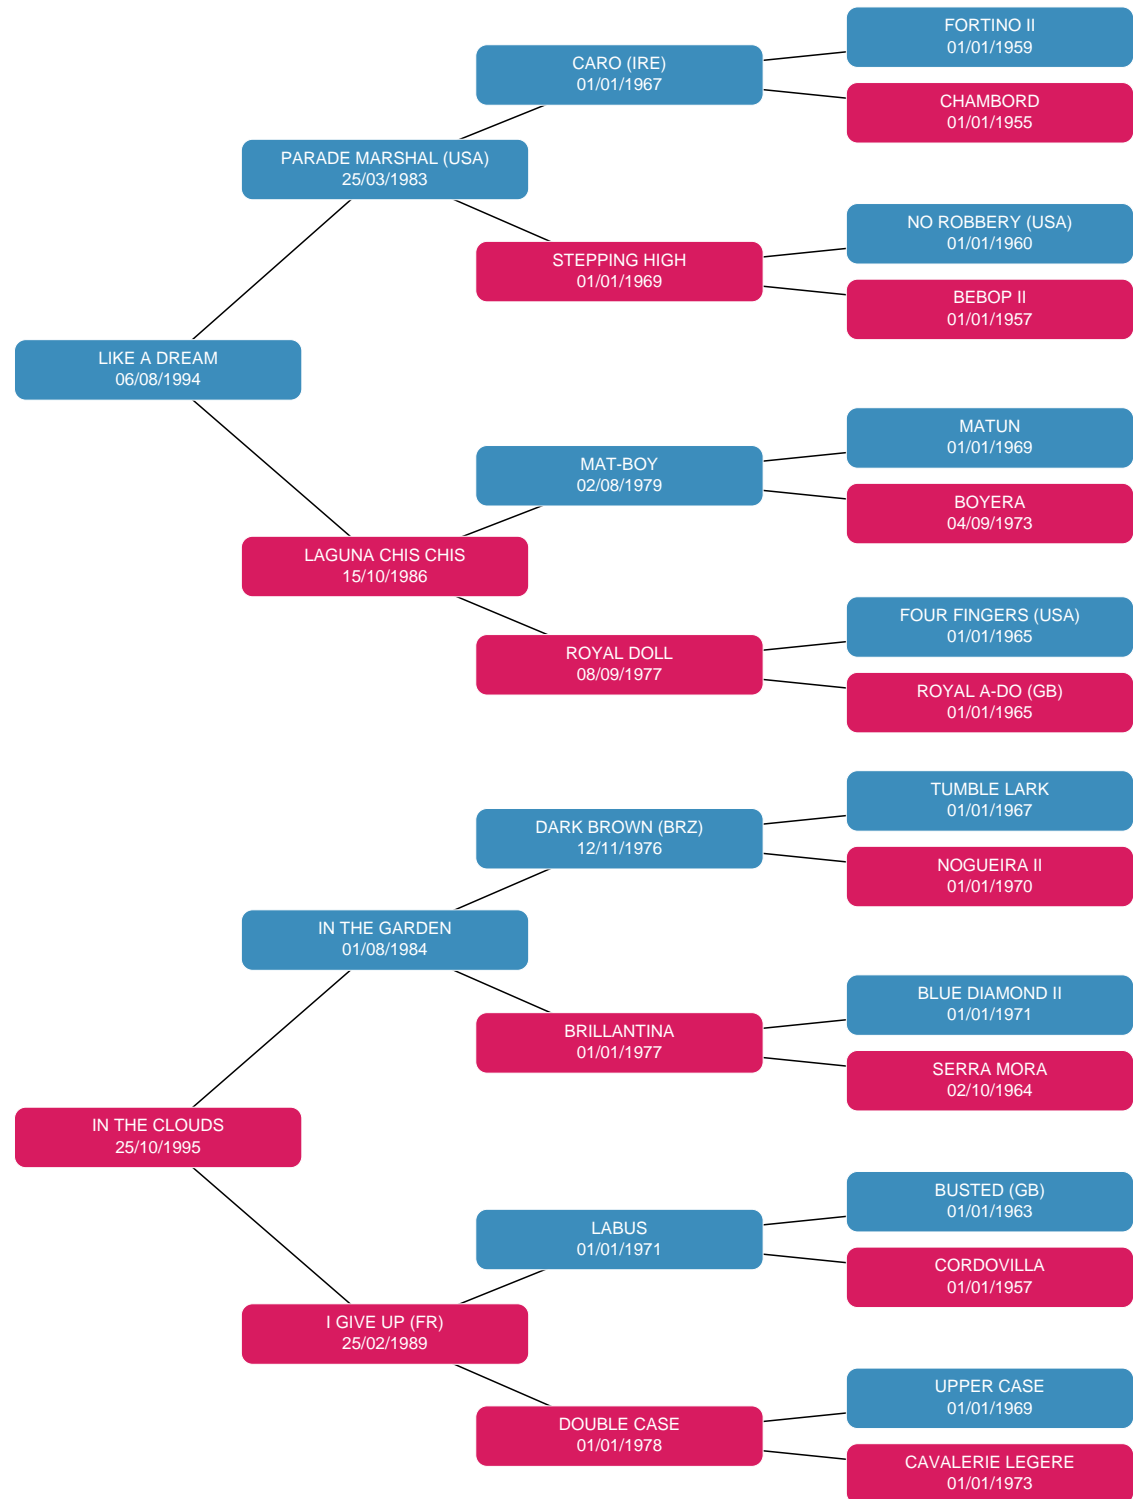 FORTINO II
01/01/1959
CARO (IRE)
01/01/1967
CHAMBORD
01/01/1955
PARADE MARSHAL (USA)
25/03/1983
NO ROBBERY (USA)
01/01/1960
STEPPING HIGH
01/01/1969
BEBOP II
01/01/1957
LIKE A DREAM
06/08/1994
MATUN
01/01/1969
MAT-BOY
02/08/1979
BOYERA
04/09/1973
LAGUNA CHIS CHIS
15/10/1986
FOUR FINGERS (USA)
01/01/1965
ROYAL DOLL
08/09/1977
ROYAL A-DO (GB)
01/01/1965
TUMBLE LARK
01/01/1967
DARK BROWN (BRZ)
12/11/1976
NOGUEIRA II
01/01/1970
IN THE GARDEN
01/08/1984
BLUE DIAMOND II
01/01/1971
BRILLANTINA
01/01/1977
SERRA MORA
02/10/1964
IN THE CLOUDS
25/10/1995
BUSTED (GB)
01/01/1963
LABUS
01/01/1971
CORDOVILLA
01/01/1957
I GIVE UP (FR)
25/02/1989
UPPER CASE
01/01/1969
DOUBLE CASE
01/01/1978
CAVALERIE LEGERE
01/01/1973